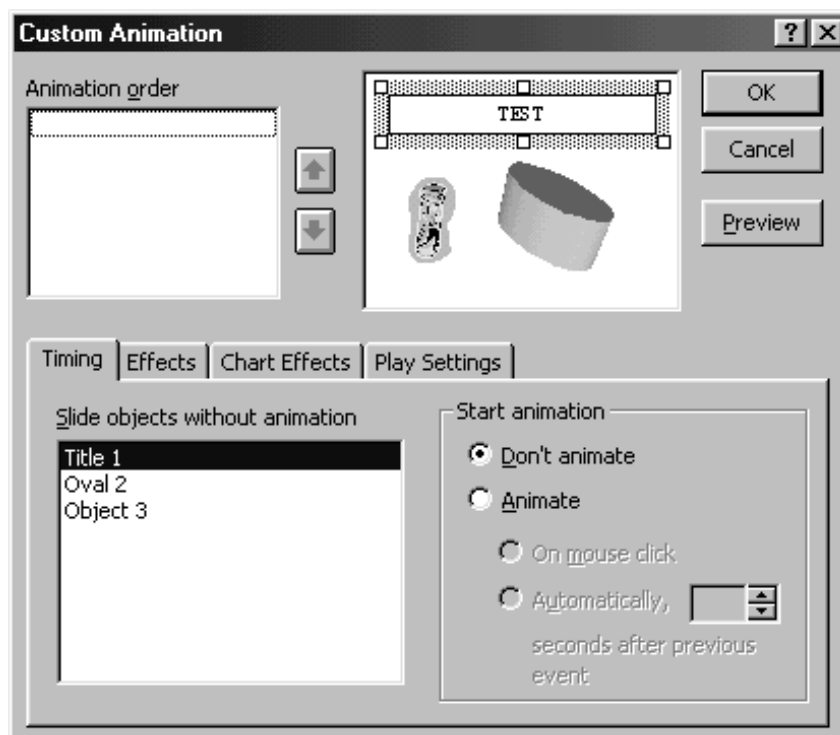 Custom Animation
Animation order
TEST
OK
Cancel
Preview
Timing
Effects
Chart Effects
Play Settings
Slide objects without animation
Title 1
Oval 2
Object 3
Start animation
Don't animate
Animate
On mouse click
Automatically,
seconds after previous
event